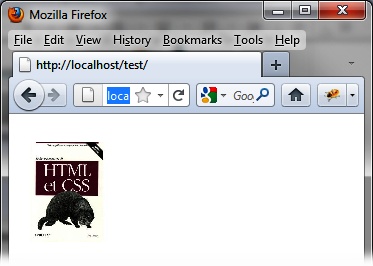 Mozilla Firefox
File Edit View History Bookmarks Tools Help
http://localhost/test/
loca
Goo
HTML
et CSS